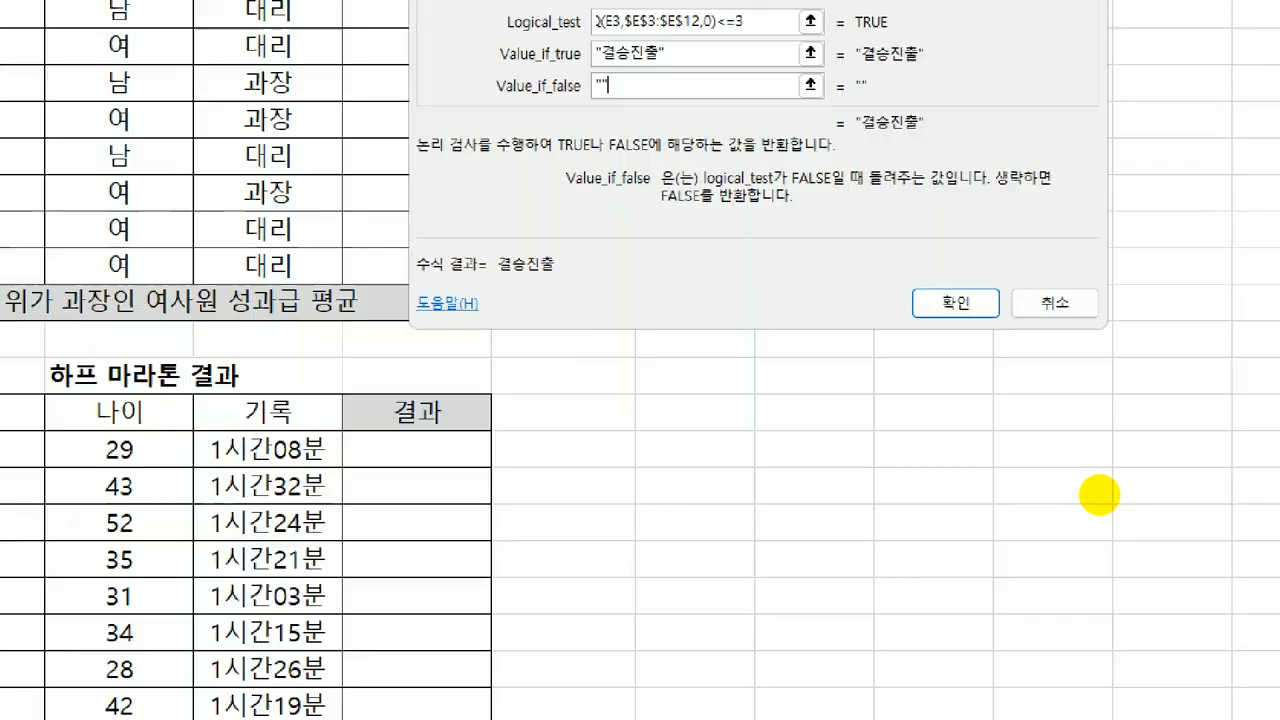 남 대리
여 대리
남 과장
여 과장
남 대리
여 과장
여 대리
여 대리
위가 과장인 여사원 성과급 평균
Logical_test (E3,$E$3:$E$12,0)<=3 = TRUE
Value_if_true "결승진출" = "결승진출"
Value_if_false "" = ""
= "결승진출"
논리 검사를 수행하여 TRUE나 FALSE에 해당하는 값을 반환합니다.
Value_if_false 은(는) logical_test가 FALSE일 때 돌려주는 값입니다. 생략하면
FALSE를 반환합니다.
수식 결과= 결승진출
도움말(H) 확인 취소
하프 마라톤 결과
나이 기록 결과
29 1시간08분
43 1시간32분
52 1시간24분
35 1시간21분
31 1시간03분
34 1시간15분
28 1시간26분
42 1시간19분